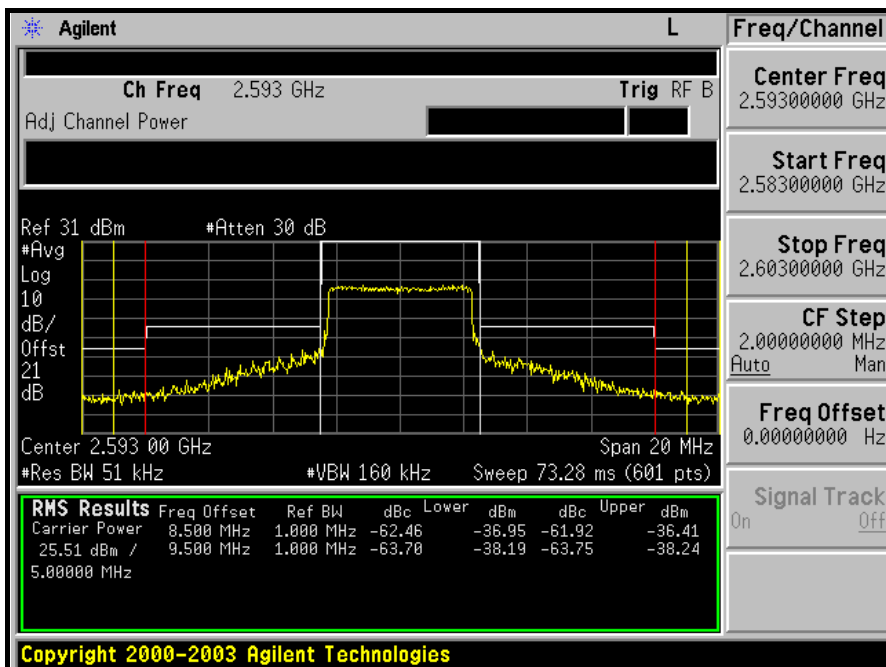 Agilent L Freq/Channel
Ch Freq 2.593 GHz Trig RF B
Adj Channel Power
Center Freq
2.59300000 GHz
Start Freq
2.58300000 GHz
Stop Freq
2.60300000 GHz
CF Step
2.00000000 MHz
Auto Man
Freq Offset
0.00000000 Hz
Signal Track
On Off
Ref 31 dBm #Atten 30 dB
#Avg
Log
10
dB/
Offst
21
dB
Center 2.593 00 GHz Span 20 MHz
#Res BW 51 kHz #VBW 160 kHz Sweep 73.28 ms (601 pts)
RMS Results Freq Offset Ref BW dBc Lower dBm dBc Upper dBm
Carrier Power 8.500 MHz 1.000 MHz -62.46 -36.95 -61.92 -36.41
25.51 dBm / 9.500 MHz 1.000 MHz -63.70 -38.19 -63.75 -38.24
5.00000 MHz
Copyright 2000-2003 Agilent Technologies